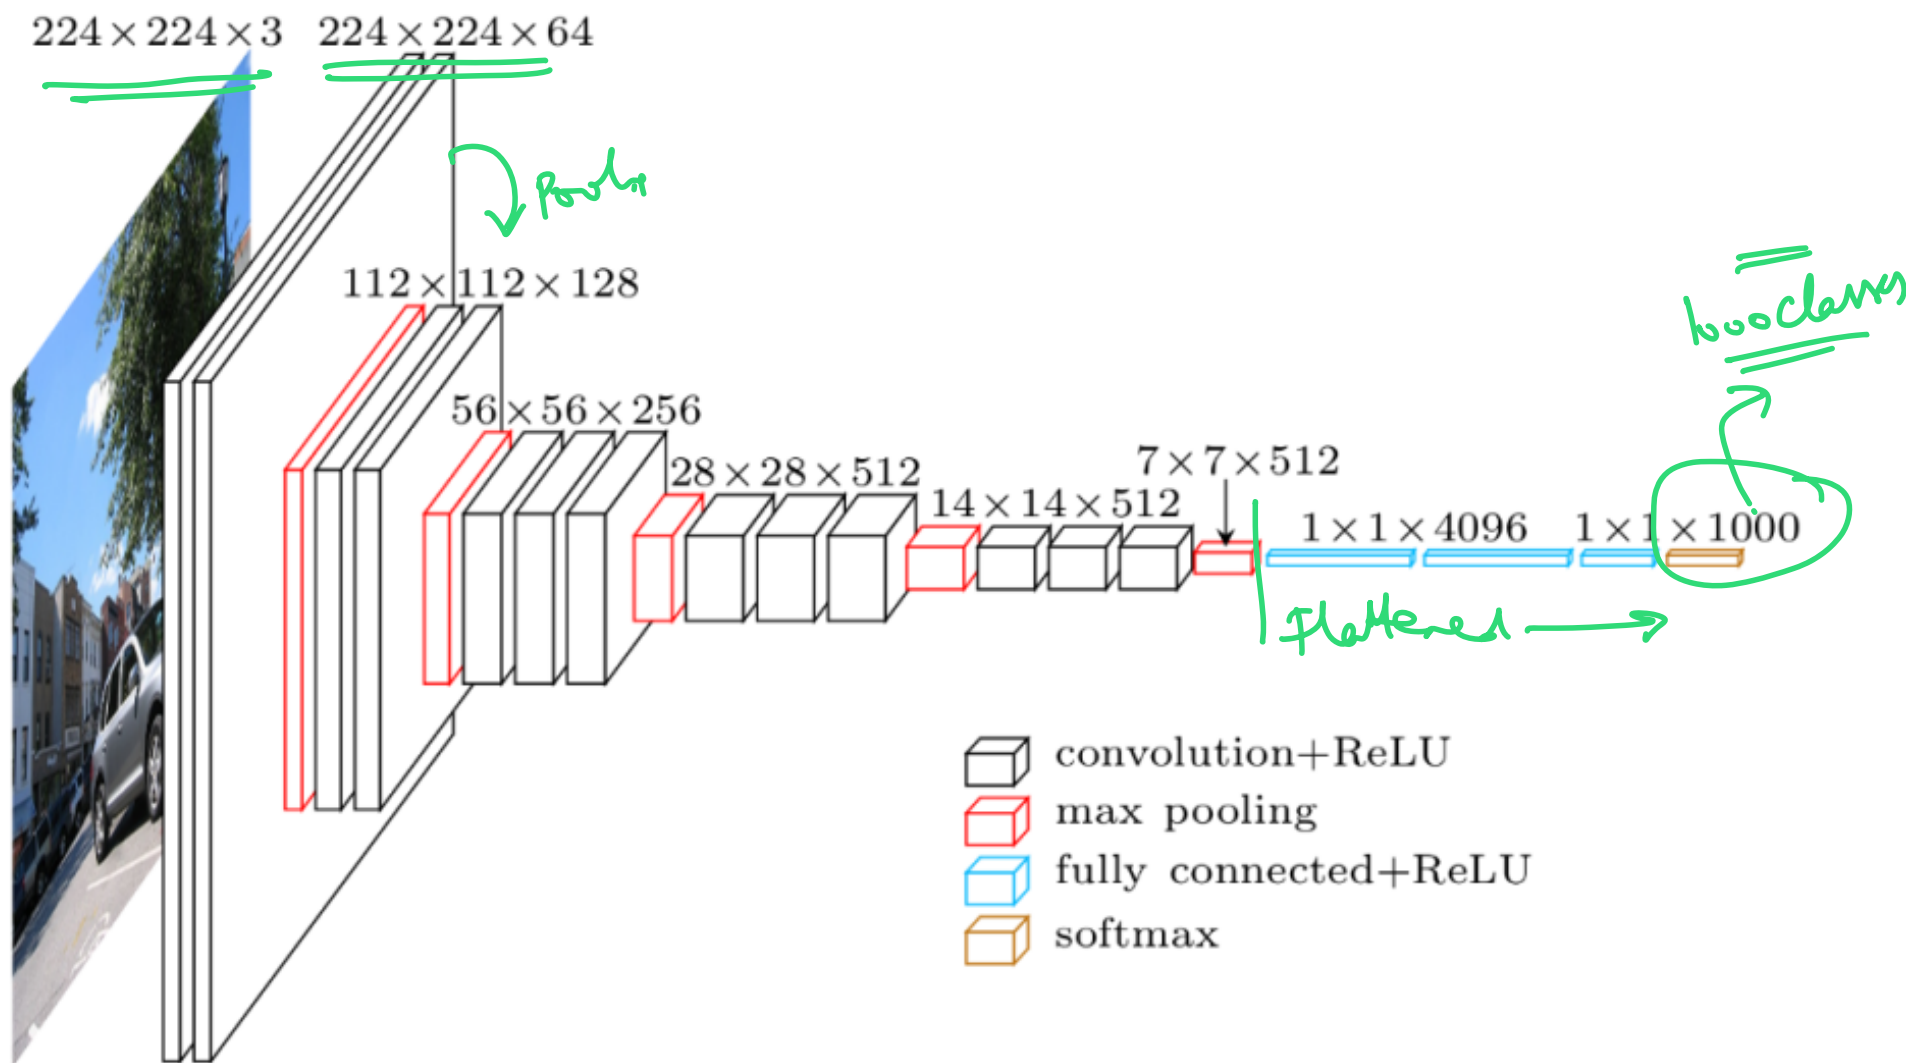 224×224×3
224×224×64
112×112×128
56×56×256
28×28×512
14×14×512
7×7×512
1×1×4096
1×1×1000
1000 classes
Flattened
convolution+ReLU
max pooling
fully connected+ReLU
softmax